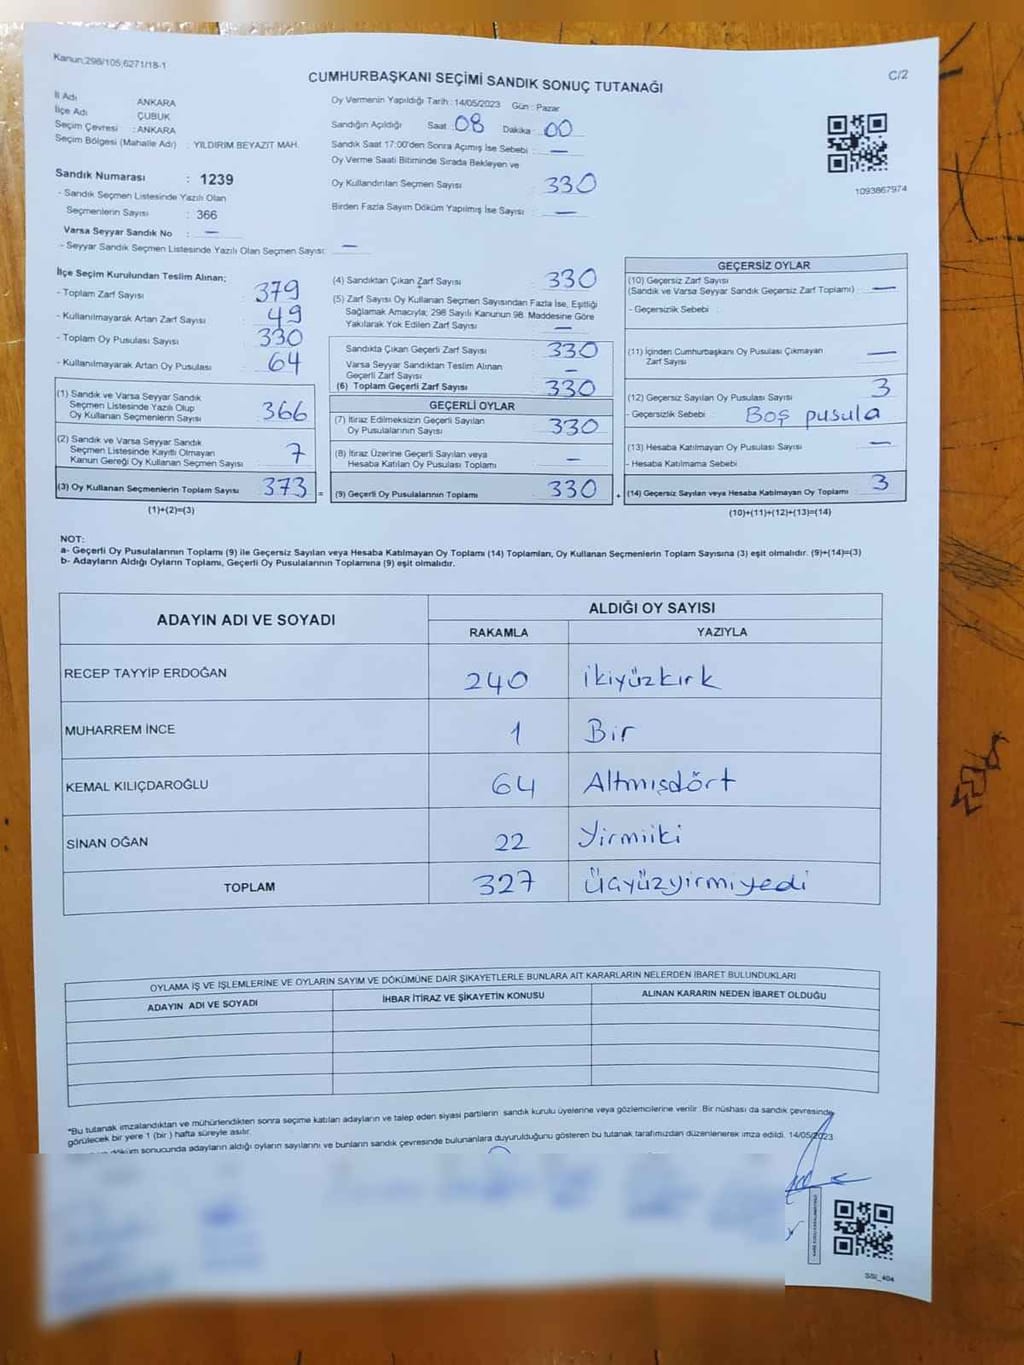 Kanun;298/105;6271/18-1
C/2
CUMHURBAŞKANI SEÇİMİ SANDIK SONUÇ TUTANAĞI
İl Adı ANKARA
İlçe Adı ÇUBUK
Seçim Çevresi : ANKARA
Seçim Bölgesi (Mahalle Adı) : YILDIRIM BEYAZIT MAH.
Sandık Numarası : 1239
- Sandık Seçmen Listesinde Yazılı Olan
Seçmenlerin Sayısı : 366
Varsa Seyyar Sandık No : —
- Seyyar Sandık Seçmen Listesinde Yazılı Olan Seçmen Sayısı: —
Oy Vermenin Yapıldığı Tarih : 14/05/2023 Gün : Pazar
Sandığın Açıldığı Saat : 08 Dakika : 00
Sandık Saat 17:00'den Sonra Açımış İse Sebebi : —
Oy Verme Saati Bitiminde Sırada Bekleyen ve
Oy Kullandırılan Seçmen Sayısı : 330
Birden Fazla Sayım Döküm Yapılmış İse Sayısı : —
1093867974
İlçe Seçim Kurulundan Teslim Alınan;
- Toplam Zarf Sayısı : 379
- Kullanılmayarak Artan Zarf Sayısı : 49
- Toplam Oy Pusulası Sayısı : 330
- Kullanılmayarak Artan Oy Pusulası : 64
(1) Sandık ve Varsa Seyyar Sandık
Seçmen Listesinde Yazılı Olup
Oy Kullanan Seçmenlerin Sayısı : 366
(2) Sandık ve Varsa Seyyar Sandık
Seçmen Listesinde Kayıtlı Olmayan
Kanun Gereği Oy Kullanan Seçmen Sayısı : 7
(3) Oy Kullanan Seçmenlerin Toplam Sayısı : 373 =
(1)+(2)=(3)
(4) Sandıktan Çıkan Zarf Sayısı : 330
(5) Zarf Sayısı Oy Kullanan Seçmen Sayısından Fazla İse, Eşitliği
Sağlamak Amacıyla; 298 Sayılı Kanunun 98. Maddesine Göre
Yakılarak Yok Edilen Zarf Sayısı : —
Sandıkta Çıkan Geçerli Zarf Sayısı : 330
Varsa Seyyar Sandıktan Teslim Alınan
Geçerli Zarf Sayısı : —
(6) Toplam Geçerli Zarf Sayısı : 330
GEÇERLİ OYLAR
(7) İtiraz Edilmeksizin Geçerli Sayılan
Oy Pusulalarının Sayısı : 330
(8) İtiraz Üzerine Geçerli Sayılan veya
Hesaba Katılan Oy Pusulası Toplamı : —
(9) Geçerli Oy Pusulalarının Toplamı : 330 +
GEÇERSİZ OYLAR
(10) Geçersiz Zarf Sayısı
(Sandık ve Varsa Seyyar Sandık Geçersiz Zarf Toplamı) : —
- Geçersizlik Sebebi :
(11) İçinden Cumhurbaşkanı Oy Pusulası Çıkmayan
Zarf Sayısı : —
(12) Geçersiz Sayılan Oy Pusulası Sayısı : 3
- Geçersizlik Sebebi : Boş pusula
(13) Hesaba Katılmayan Oy Pusulası Sayısı : —
- Hesaba Katılmama Sebebi
(14) Geçersiz Sayılan veya Hesaba Katılmayan Oy Toplamı : 3
(10)+(11)+(12)+(13)=(14)
NOT:
a- Geçerli Oy Pusulalarının Toplamı (9) ile Geçersiz Sayılan veya Hesaba Katılmayan Oy Toplamı (14) Toplamları, Oy Kullanan Seçmenlerin Toplam Sayısına (3) eşit olmalıdır. (9)+(14)=(3)
b- Adayların Aldığı Oyların Toplamı, Geçerli Oy Pusulalarının Toplamına (9) eşit olmalıdır.
ADAYIN ADI VE SOYADI ALDIĞI OY SAYISI
RAKAMLA YAZIYLA
RECEP TAYYİP ERDOĞAN 240 ikiyüzkırk
MUHARREM İNCE 1 Bir
KEMAL KILIÇDAROĞLU 64 Altmışdört
SİNAN OĞAN 22 Yirmiiki
TOPLAM 327 üçyüzyirmiyedi
OYLAMA İŞ VE İŞLEMLERİNE VE OYLARIN SAYIM VE DÖKÜMÜNE DAİR ŞİKAYETLERLE BUNLARA AİT KARARLARIN NELERDEN İBARET BULUNDUKLARI
ADAYIN ADI VE SOYADI İHBAR İTİRAZ VE ŞİKAYETİN KONUSU ALINAN KARARIN NEDEN İBARET OLDUĞU
*Bu tutanak imzalandıktan ve mühürlendikten sonra seçime katılan adayların ve talep eden siyasi partilerin sandık kurulu üyelerine veya gözlemcilerine verilir. Bir nüshası da sandık çevresinde
görülecek bir yere 1 (bir ) hafta süreyle asılır.
döküm sonucunda adayların aldığı oyların sayılarını ve bunların sandık çevresinde bulunanlara duyurulduğunu gösteren bu tutanak tarafımızdan düzenlenerek imza edildi. 14/05/2023
SSI_404